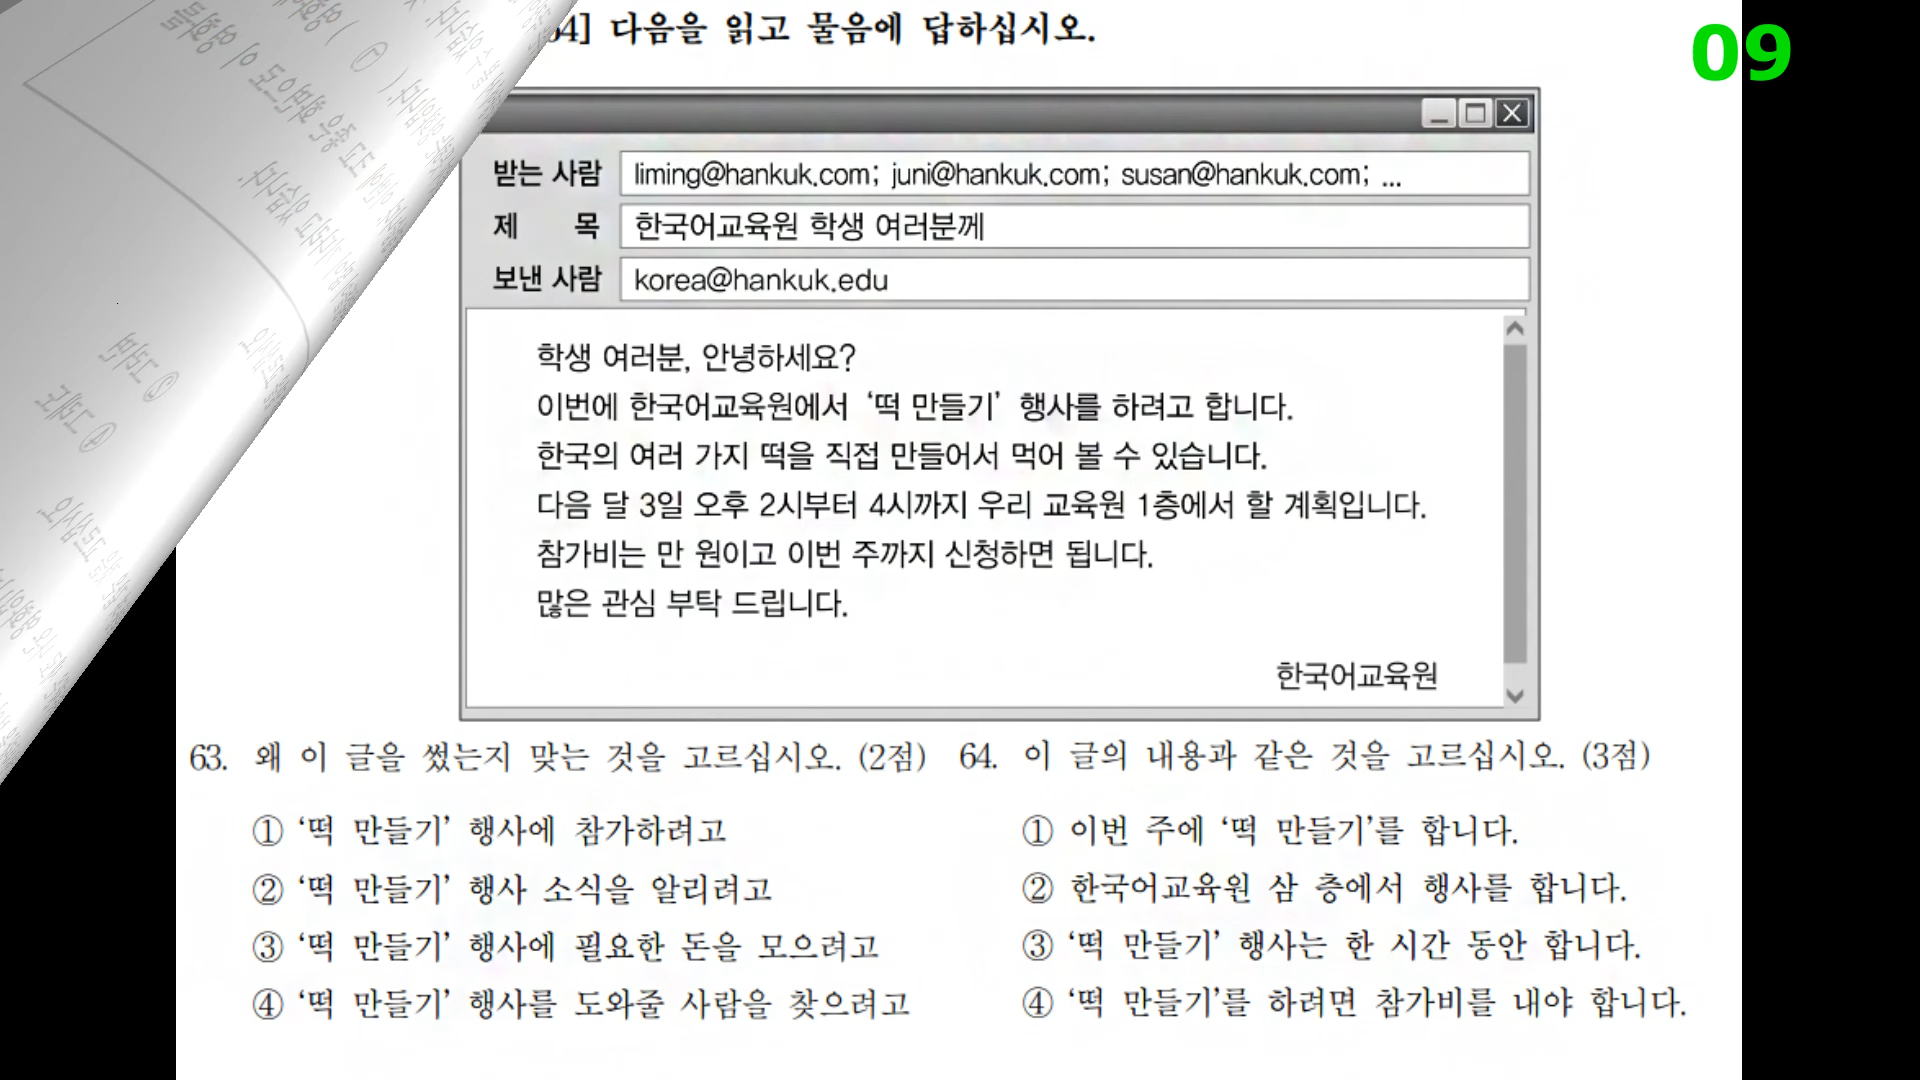 09
4] 다음을 읽고 물음에 답하십시오.
받는 사람 liming@hankuk.com; juni@hankuk.com; susan@hankuk.com; ...
제 목 한국어교육원 학생 여러분께
보낸 사람 korea@hankuk.edu
학생 여러분, 안녕하세요?
이번에 한국어교육원에서 ‘떡 만들기’ 행사를 하려고 합니다.
한국의 여러 가지 떡을 직접 만들어서 먹어 볼 수 있습니다.
다음 달 3일 오후 2시부터 4시까지 우리 교육원 1층에서 할 계획입니다.
참가비는 만 원이고 이번 주까지 신청하면 됩니다.
많은 관심 부탁 드립니다.
한국어교육원
63. 왜 이 글을 썼는지 맞는 것을 고르십시오. (2점)
① ‘떡 만들기’ 행사에 참가하려고
② ‘떡 만들기’ 행사 소식을 알리려고
③ ‘떡 만들기’ 행사에 필요한 돈을 모으려고
④ ‘떡 만들기’ 행사를 도와줄 사람을 찾으려고
64. 이 글의 내용과 같은 것을 고르십시오. (3점)
① 이번 주에 ‘떡 만들기’를 합니다.
② 한국어교육원 삼 층에서 행사를 합니다.
③ ‘떡 만들기’ 행사는 한 시간 동안 합니다.
④ ‘떡 만들기’를 하려면 참가비를 내야 합니다.